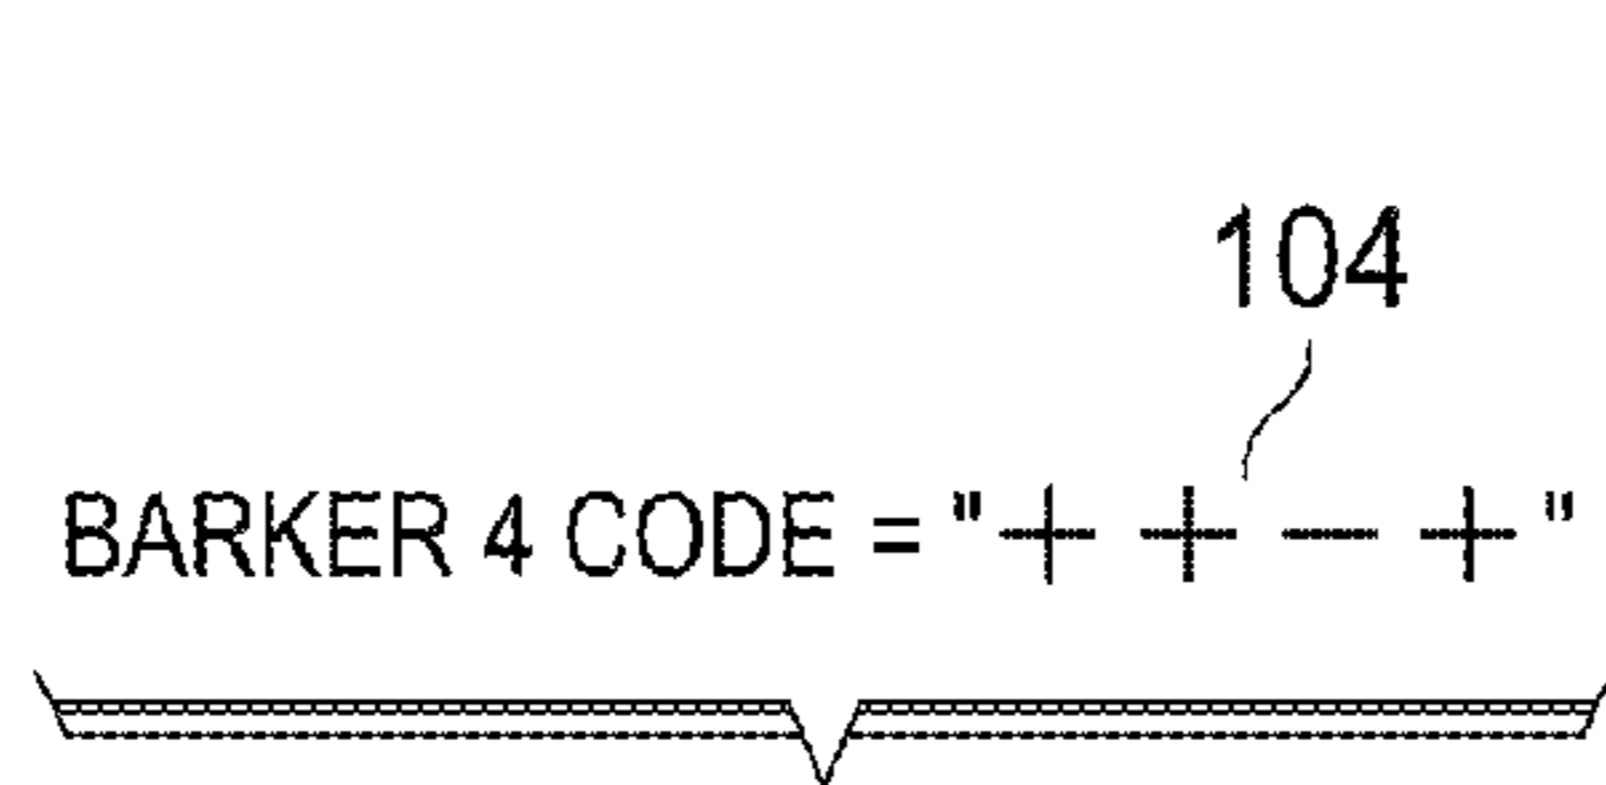 104
BARKER 4 CODE = "+ + - +"